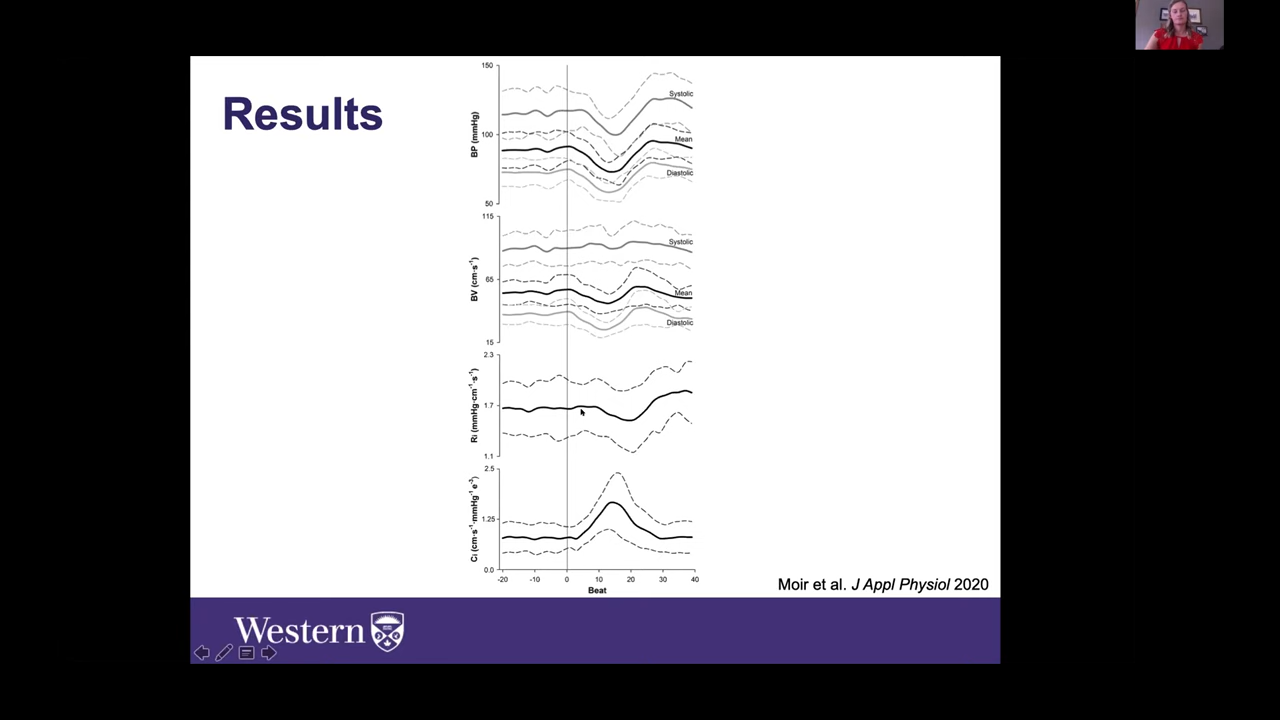 Results
150
100
50
BP (mmHg)
Systolic
Mean
Diastolic
115
65
15
BV (cm·s⁻¹)
Systolic
Mean
Diastolic
2.3
1.7
1.1
Ri (mmHg·cm⁻¹·s⁻¹)
2.5
1.25
0.0
Ci (cm·s⁻¹·mmHg⁻¹ e⁻³)
-20 -10 0 10 20 30 40
Beat
Moir et al. J Appl Physiol 2020
Western